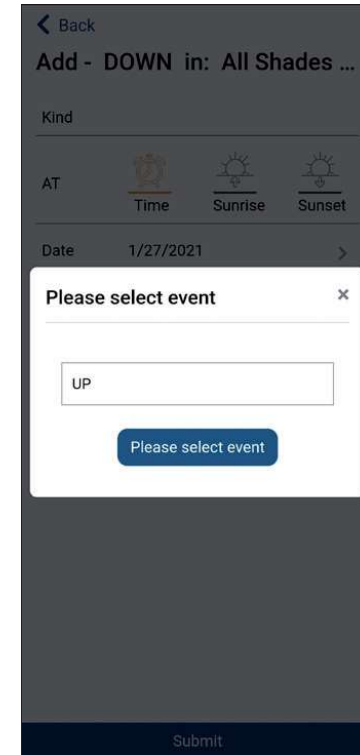 Back
Add - DOWN in: All Shades ...
Kind
AT
Time Sunrise Sunset
Date 1/27/2021 >
Please select event ×
UP
Please select event
Submit